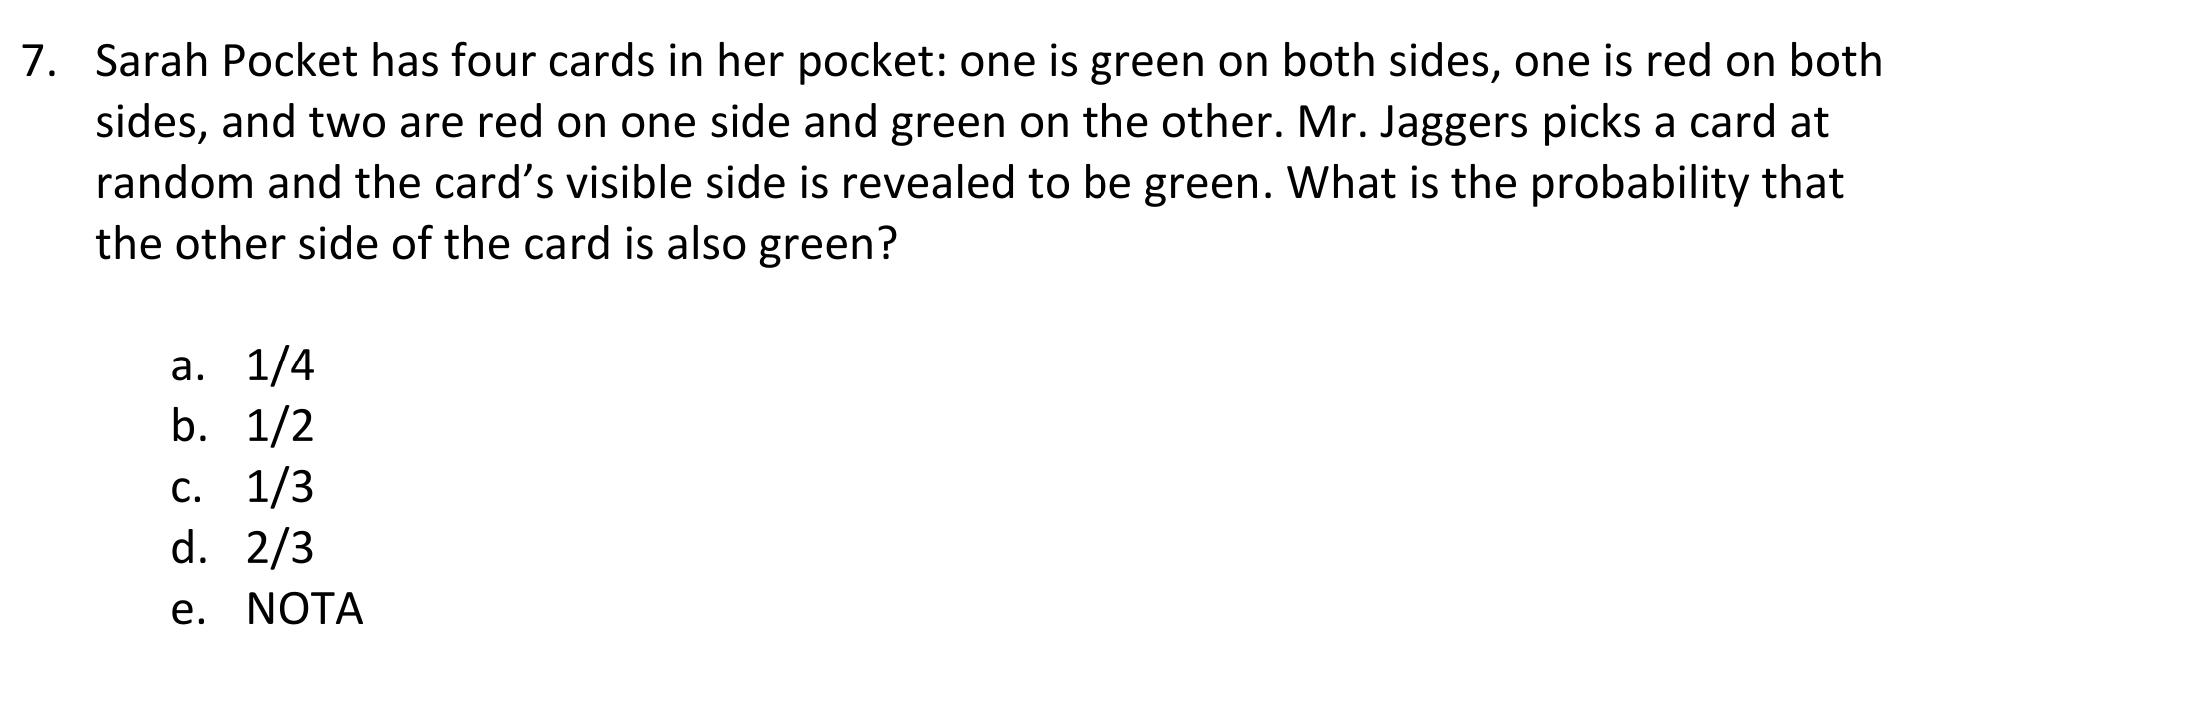 7. Sarah Pocket has four cards in her pocket: one is green on both sides, one is red on both
sides, and two are red on one side and green on the other. Mr. Jaggers picks a card at
random and the card’s visible side is revealed to be green. What is the probability that
the other side of the card is also green?
a. 1/4
b. 1/2
c. 1/3
d. 2/3
e. NOTA